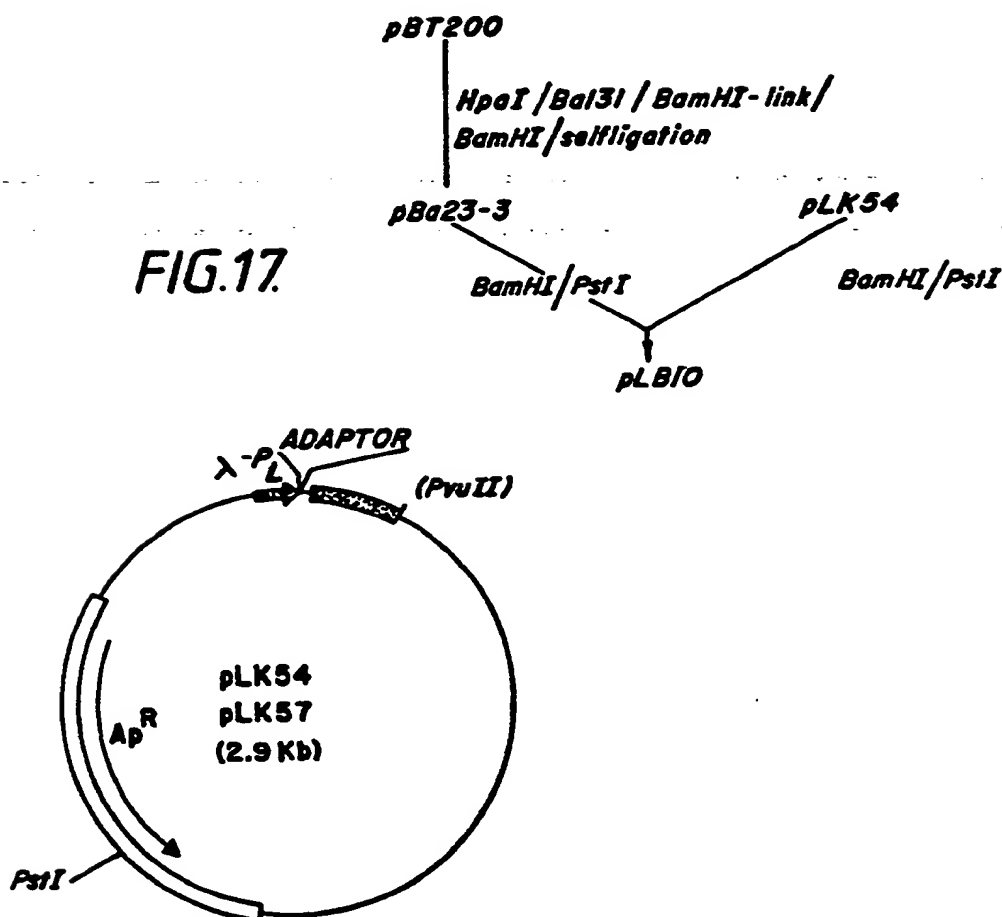 pBT200
HpaI/Bal31/BamHI-link/
BamHI/selfligation
pBa23-3
pLK54
FIG.17.
BamHI/PstI
BamHI/PstI
pLB10
λ-PL
ADAPTOR
(PvuII)
pLK54
pLK57
(2.9 Kb)
ApR
PstI